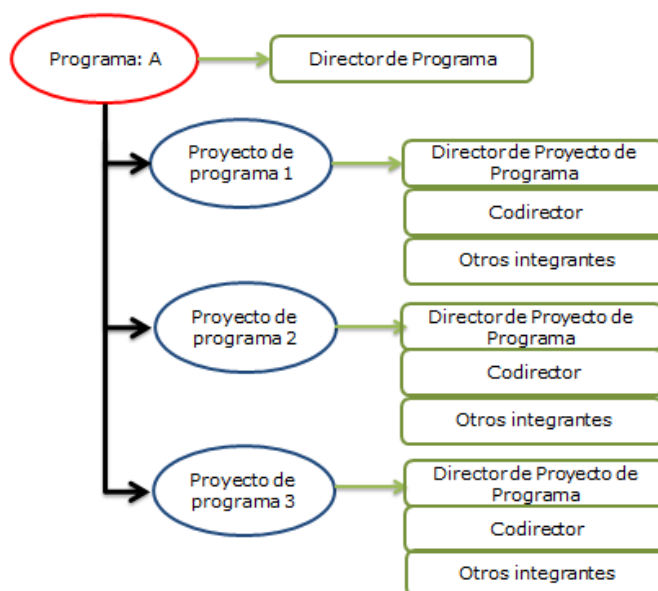 Programa: A
Director de Programa
Proyecto de
programa 1
Director de Proyecto de
Programa
Codirector
Otros integrantes
Proyecto de
programa 2
Director de Proyecto de
Programa
Codirector
Otros integrantes
Proyecto de
programa 3
Director de Proyecto de
Programa
Codirector
Otros integrantes